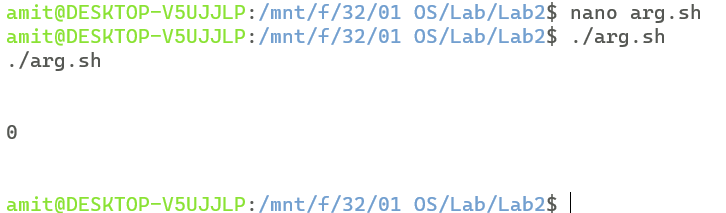 amit@DESKTOP-V5UJJLP:/mnt/f/32/01 OS/Lab/Lab2$ nano arg.sh
amit@DESKTOP-V5UJJLP:/mnt/f/32/01 OS/Lab/Lab2$ ./arg.sh
./arg.sh
0
amit@DESKTOP-V5UJJLP:/mnt/f/32/01 OS/Lab/Lab2$